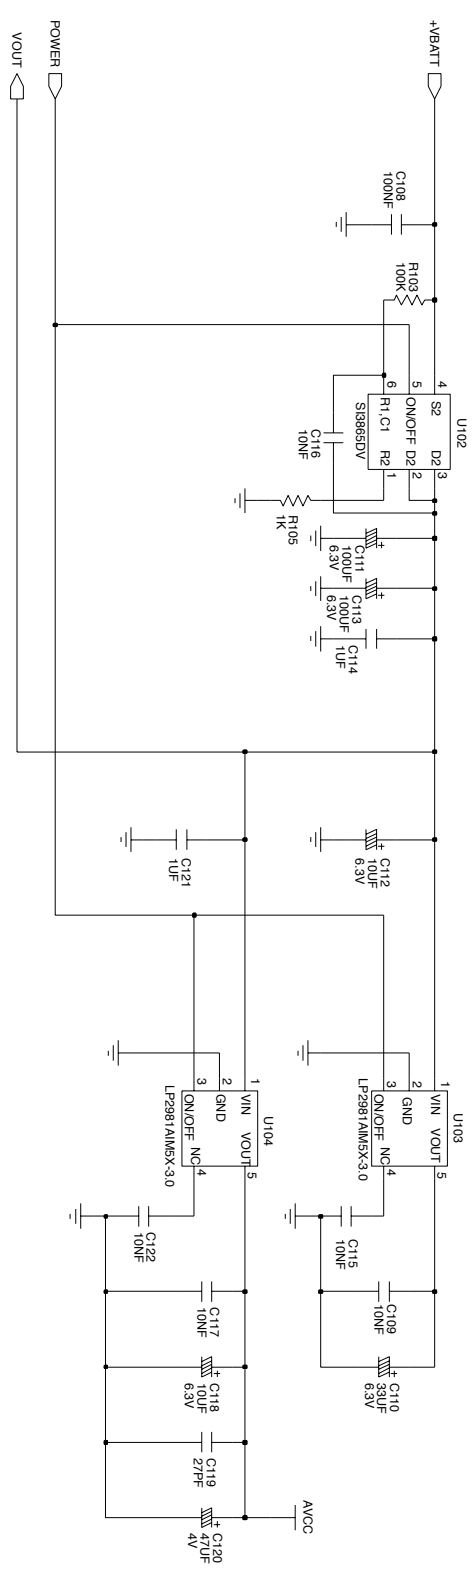 +VBATT
POWER
VOUT
C108
100NF
R103
100K
U102
4
S2
D2
3
5
ON/OFF
D2
2
6
R1,C1
R2
1
SI3865DV
C116
10NF
R105
1K
C111
100UF
6.3V
+
C113
100UF
6.3V
+
C114
1UF
C112
10UF
6.3V
+
C121
1UF
U103
1
VIN
VOUT
5
2
GND
3
ON/OFF
NC
4
LP2981AIM5X-3.0
C115
10NF
C109
10NF
C110
33UF
6.3V
+
U104
1
VIN
VOUT
5
2
GND
3
ON/OFF
NC
4
LP2981AIM5X-3.0
C122
10NF
C117
10NF
C118
10UF
6.3V
+
C119
27PF
C120
47UF
4V
+
AVCC